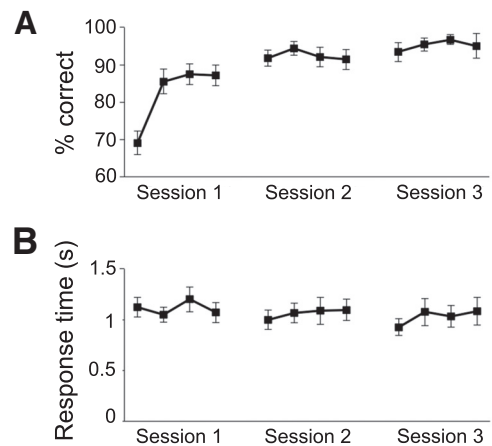 A
% correct
100
90
80
70
60
Session 1 Session 2 Session 3
B
Response time (s)
1.5
1
0.5
0
Session 1 Session 2 Session 3